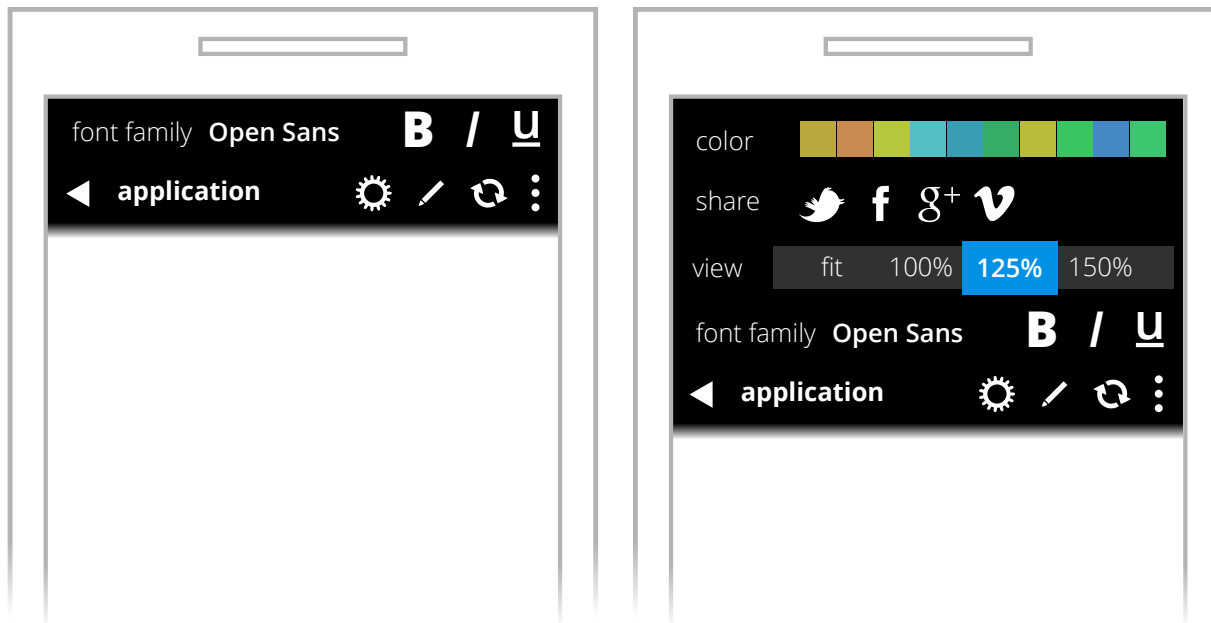 font family Open Sans B I U
application
color
share f g+ v
view fit 100% 125% 150%
font family Open Sans B I U
application